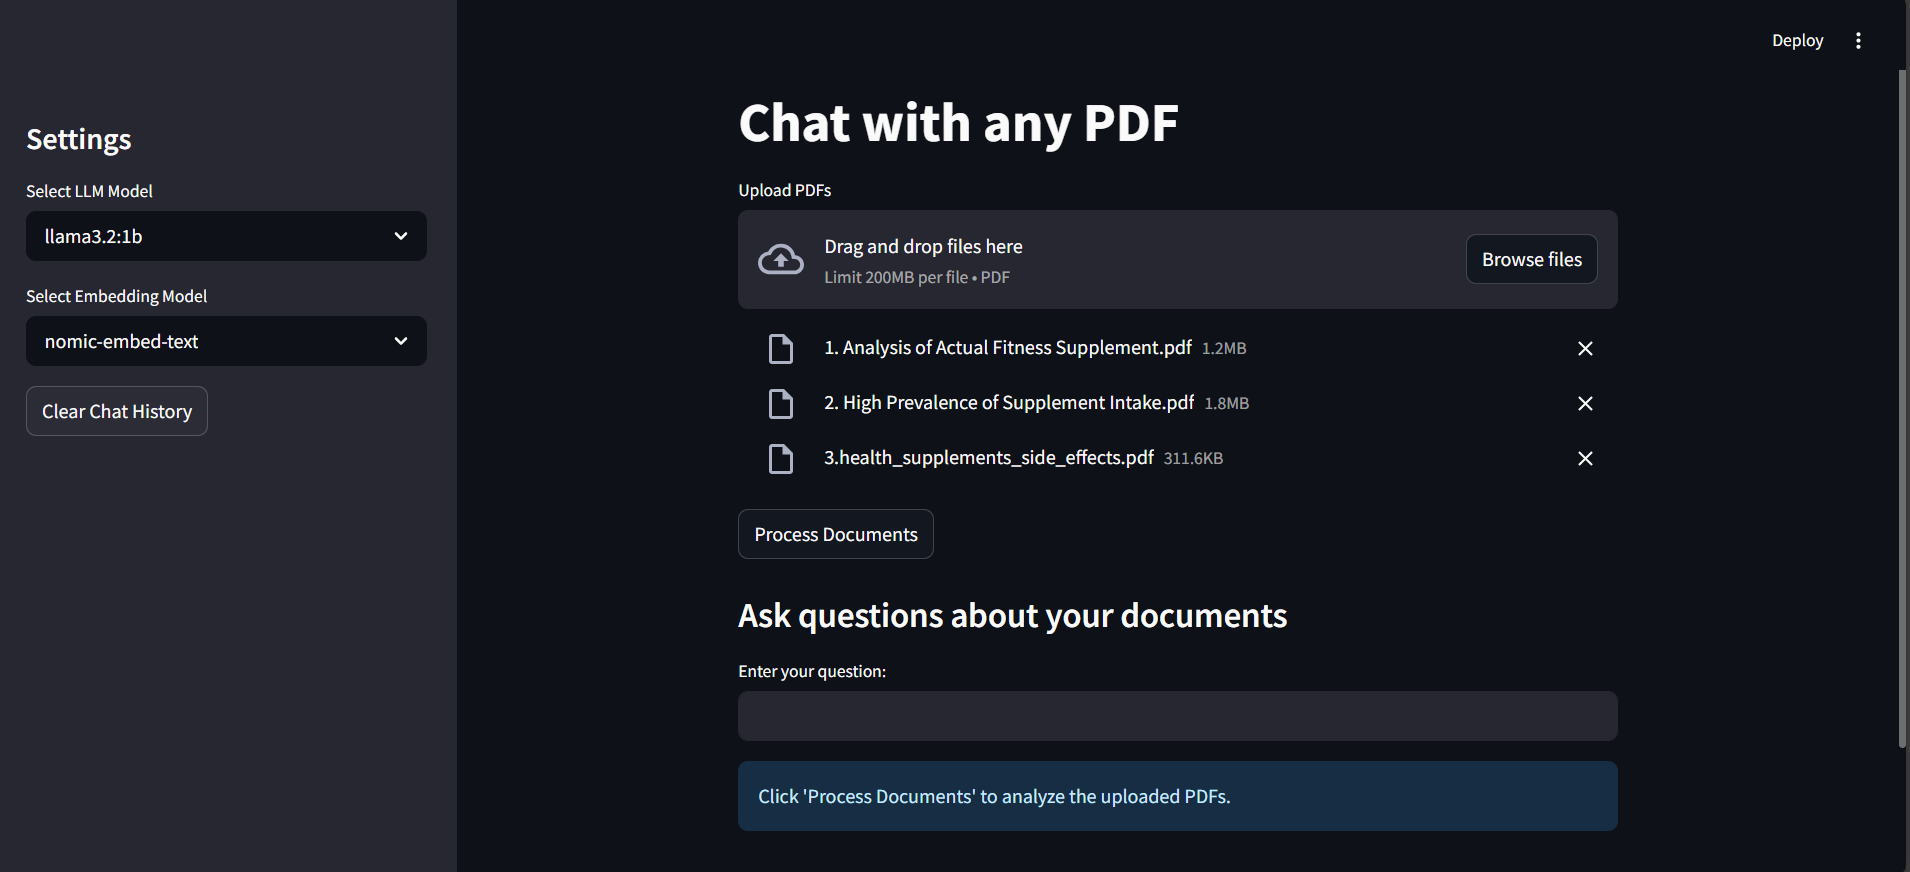 Deploy
Settings
Select LLM Model
llama3.2:1b
Select Embedding Model
nomic-embed-text
Clear Chat History
Chat with any PDF
Upload PDFs
Drag and drop files here
Limit 200MB per file • PDF
Browse files
1. Analysis of Actual Fitness Supplement.pdf 1.2MB
2. High Prevalence of Supplement Intake.pdf 1.8MB
3.health_supplements_side_effects.pdf 311.6KB
Process Documents
Ask questions about your documents
Enter your question:
Click 'Process Documents' to analyze the uploaded PDFs.